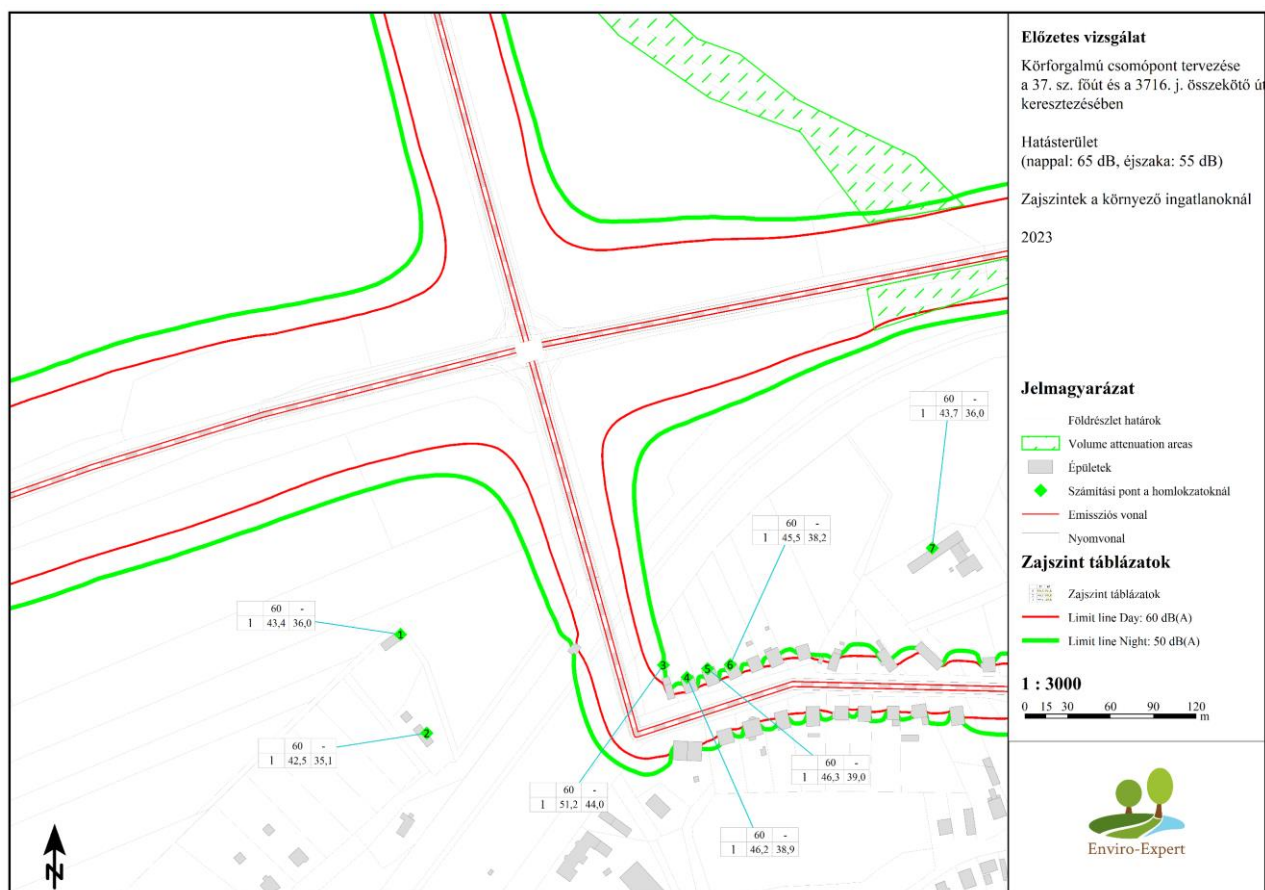 Előzetes vizsgálat
Körforgalmú csomópont tervezése
a 37. sz. főút és a 3716. j. összekötő út
keresztezésében
Hatásterület
(nappal: 65 dB, éjszaka: 55 dB)
Zajszintek a környező ingatlanoknál
2023
Jelmagyarázat
Földrészlet határok
Volume attenuation areas
Épületek
Számítási pont a homlokzatoknál
Emissziós vonal
Nyomvonal
Zajszint táblázatok
Zajszint táblázatok
Limit line Day: 60 dB(A)
Limit line Night: 50 dB(A)
1 : 3000
0 15 30 60 90 120
m
Enviro-Expert
60 -
1 43,7 36,0
7
60 -
1 45,5 38,2
60 -
1 43,4 36,0
1
3
4
5
6
2
60 -
1 42,5 35,1
60 -
1 46,3 39,0
60 -
1 51,2 44,0
60 -
1 46,2 38,9
N